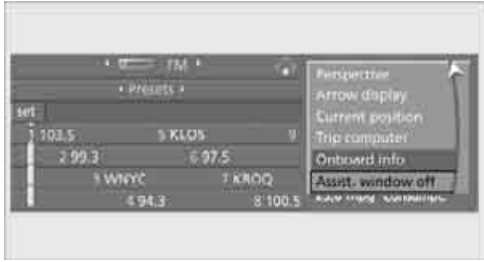 FM
Presets
set
1 103.5 5 KLOS 9
2 99.3 6 97.5
3 WNYC 7 KROQ
4 94.3 8 100.5
Perspective
Arrow display
Current position
Trip computer
Onboard info
Assist. window off